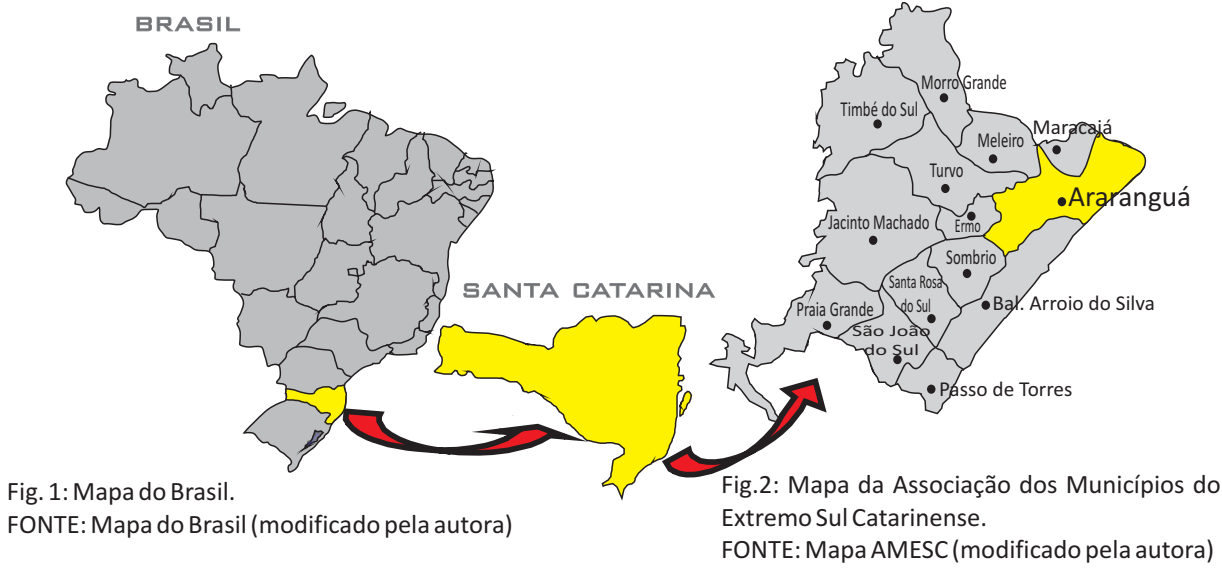 BRASIL
SANTA CATARINA
Morro Grande
Timbé do Sul
Maracajá
Meleiro
Turvo
Araranguá
Jacinto Machado
Ermo
Sombrio
Santa Rosa
do Sul
Bal. Arroio do Silva
Praia Grande
São João
do Sul
Passo de Torres
Fig. 1: Mapa do Brasil.
FONTE: Mapa do Brasil (modificado pela autora)
Fig.2: Mapa da Associação dos Municípios do
Extremo Sul Catarinense.
FONTE: Mapa AMESC (modificado pela autora)